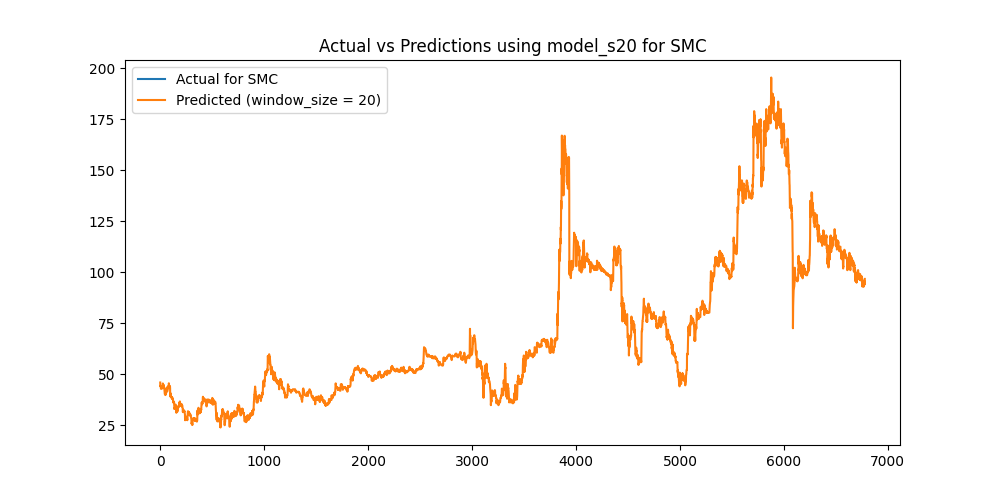 Actual vs Predictions using model_s20 for SMC
Actual for SMC
Predicted (window_size = 20)
200
175
150
125
100
75
50
25
0 1000 2000 3000 4000 5000 6000 7000